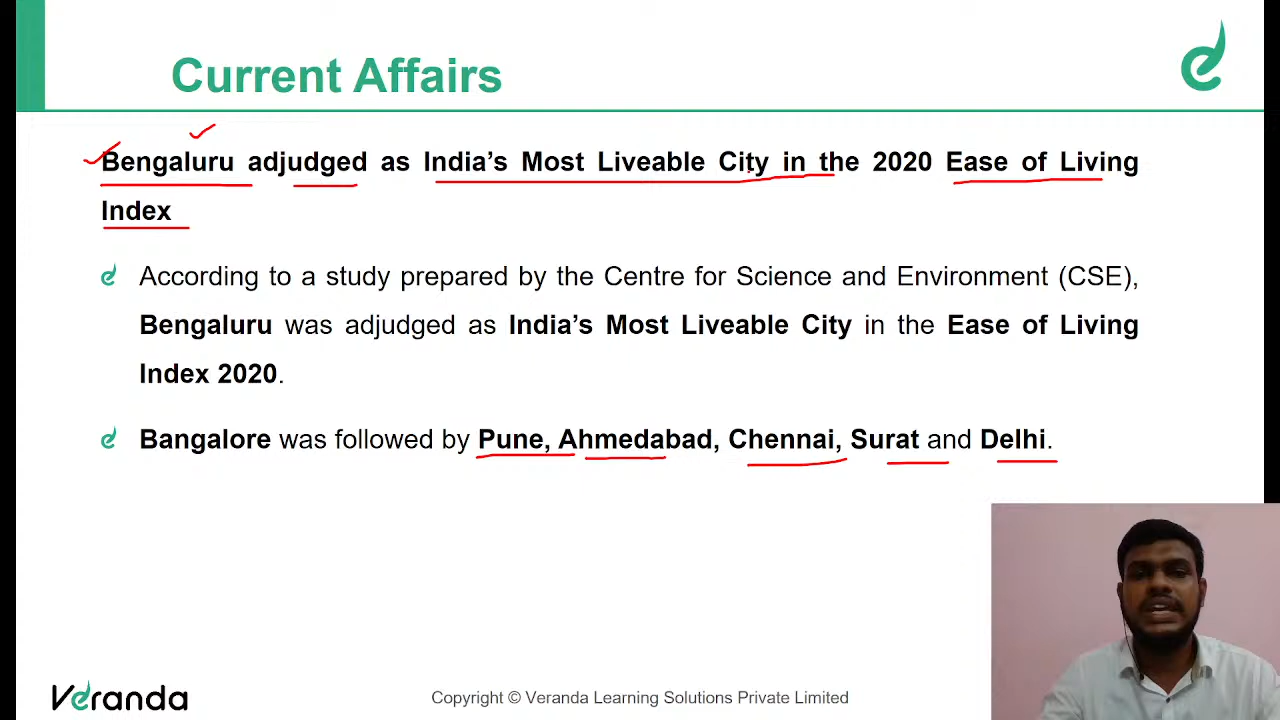 Current Affairs
Bengaluru adjudged as India's Most Liveable City in the 2020 Ease of Living
Index
According to a study prepared by the Centre for Science and Environment (CSE),
Bengaluru was adjudged as India's Most Liveable City in the Ease of Living
Index 2020.
Bangalore was followed by Pune, Ahmedabad, Chennai, Surat and Delhi.
Veranda
Copyright © Veranda Learning Solutions Private Limited